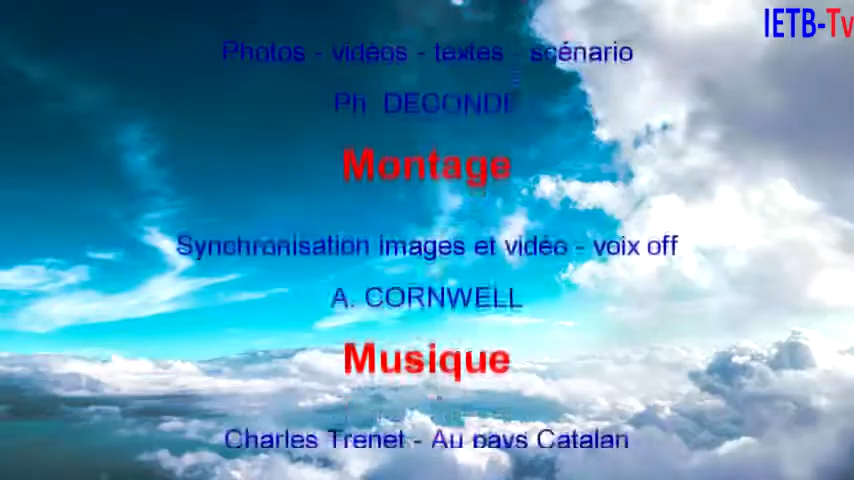 IETB-Tv
Photos - vidéos - textes - scénario
Ph. DECONDE
Montage
Synchronisation images et vidéo - voix off
A. CORNWELL
Musique
Charles Trenet - Au pays Catalan